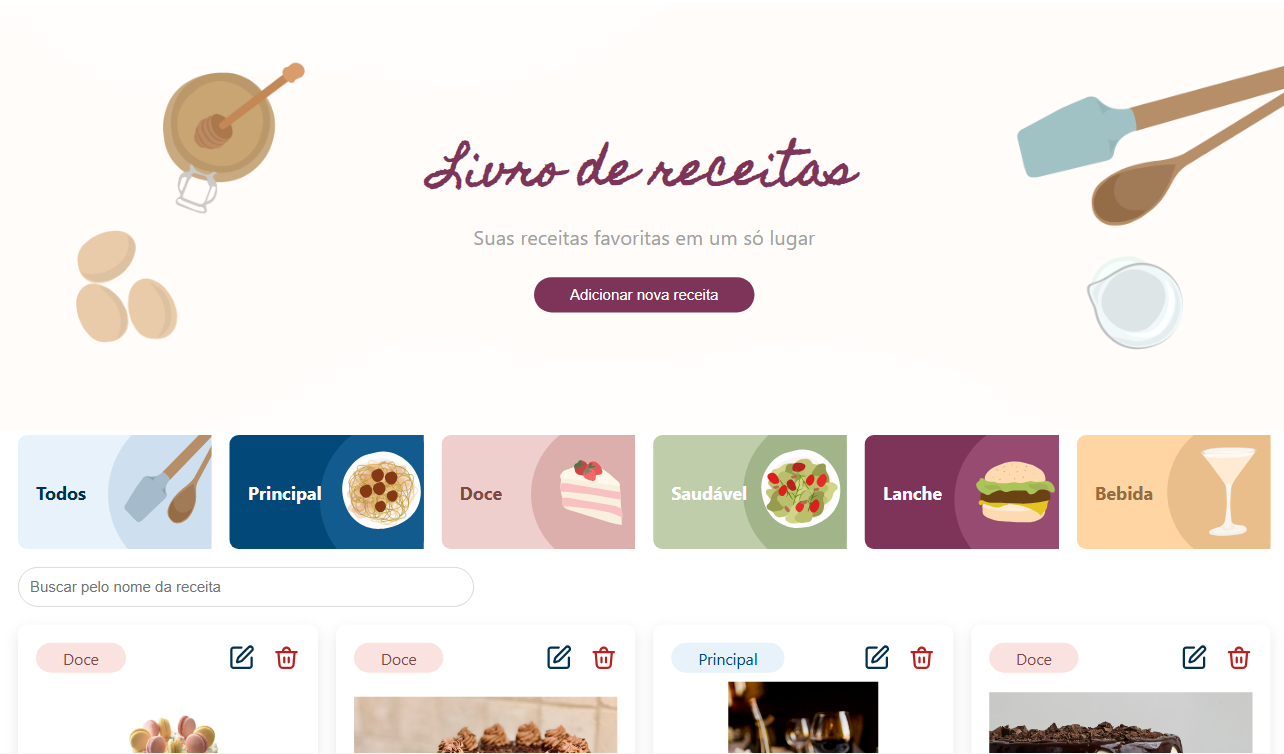 Livro de receitas
Suas receitas favoritas em um só lugar
Adicionar nova receita
Todos
Principal
Doce
Saudável
Lanche
Bebida
Buscar pelo nome da receita
Doce
Doce
Principal
Doce